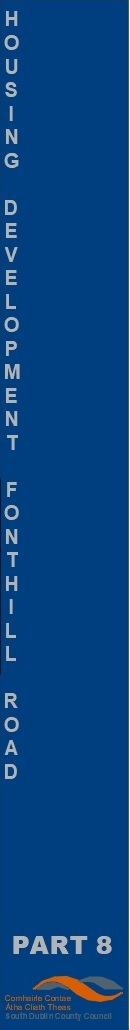 HOUSING DEVELOPMENT FONTHILL ROAD
PART 8
Comhairle Contae
Átha Cliath Theas
South Dublin County Council